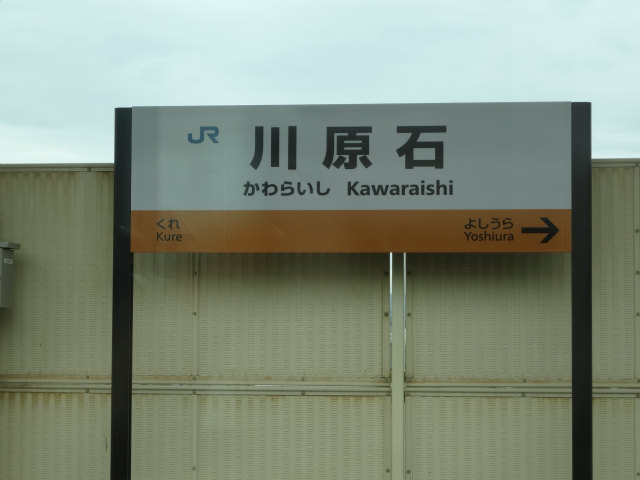 JR 川原石
かわらいし Kawaraishi
くれ よしうら
Kure Yoshiura →